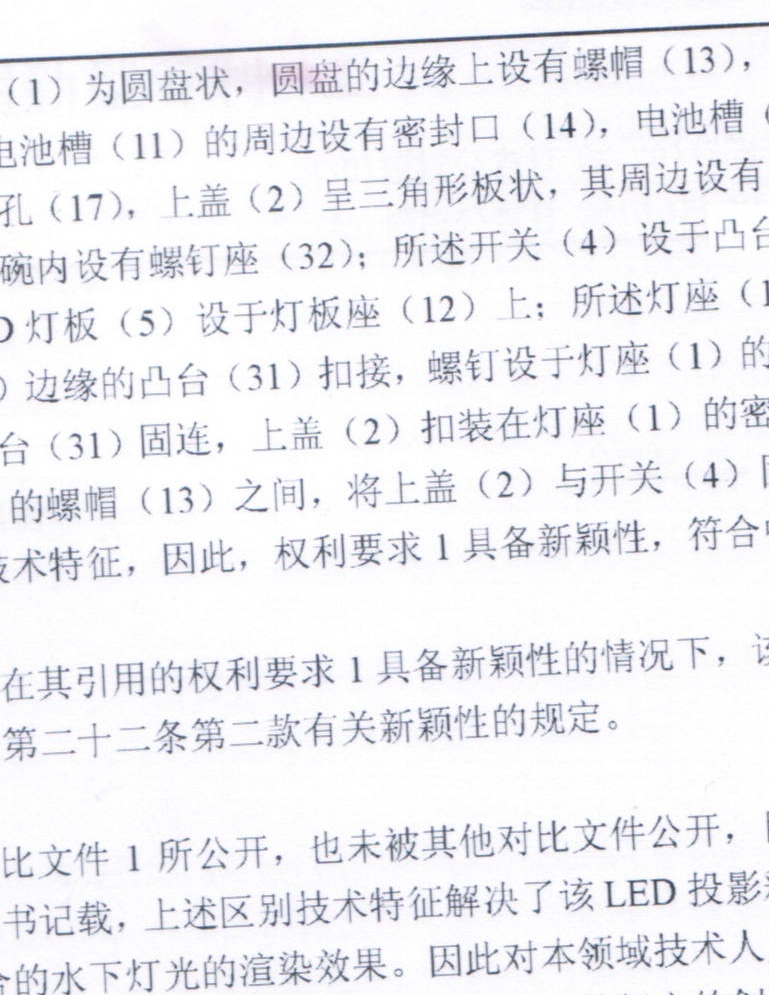 （1）为圆盘状，圆盘的边缘上设有螺帽（13），
电池槽（11）的周边设有密封口（14），电池槽（
孔（17），上盖（2）呈三角形板状，其周边设有
碗内设有螺钉座（32）；所述开关（4）设于凸台
D 灯板（5）设于灯板座（12）上；所述灯座（1
）边缘的凸台（31）扣接，螺钉设于灯座（1）的
台（31）固连，上盖（2）扣装在灯座（1）的密
的螺帽（13）之间，将上盖（2）与开关（4）
技术特征，因此，权利要求 1 具备新颖性，符合
在其引用的权利要求 1 具备新颖性的情况下，该
第二十二条第二款有关新颖性的规定。
比文件 1 所公开，也未被其他对比文件公开，
书记载，上述区别技术特征解决了该 LED 投影
的水下灯光的渲染效果。因此对本领域技术人